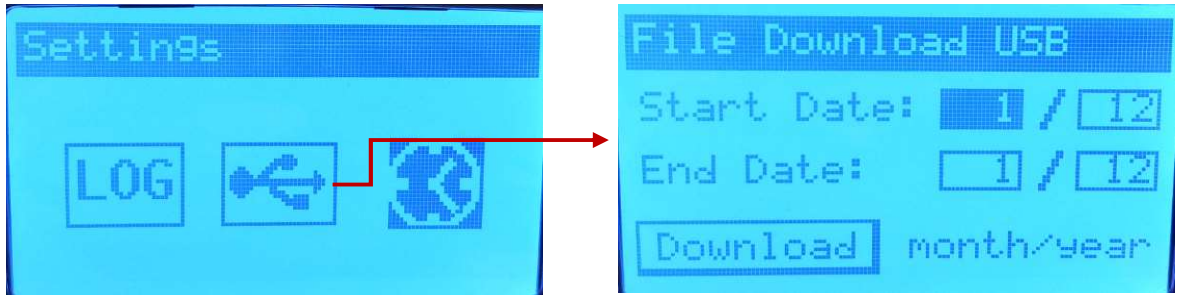 Settings
LOG
File Download USB
Start Date: 1 / 12
End Date: 1 / 12
Download month/year